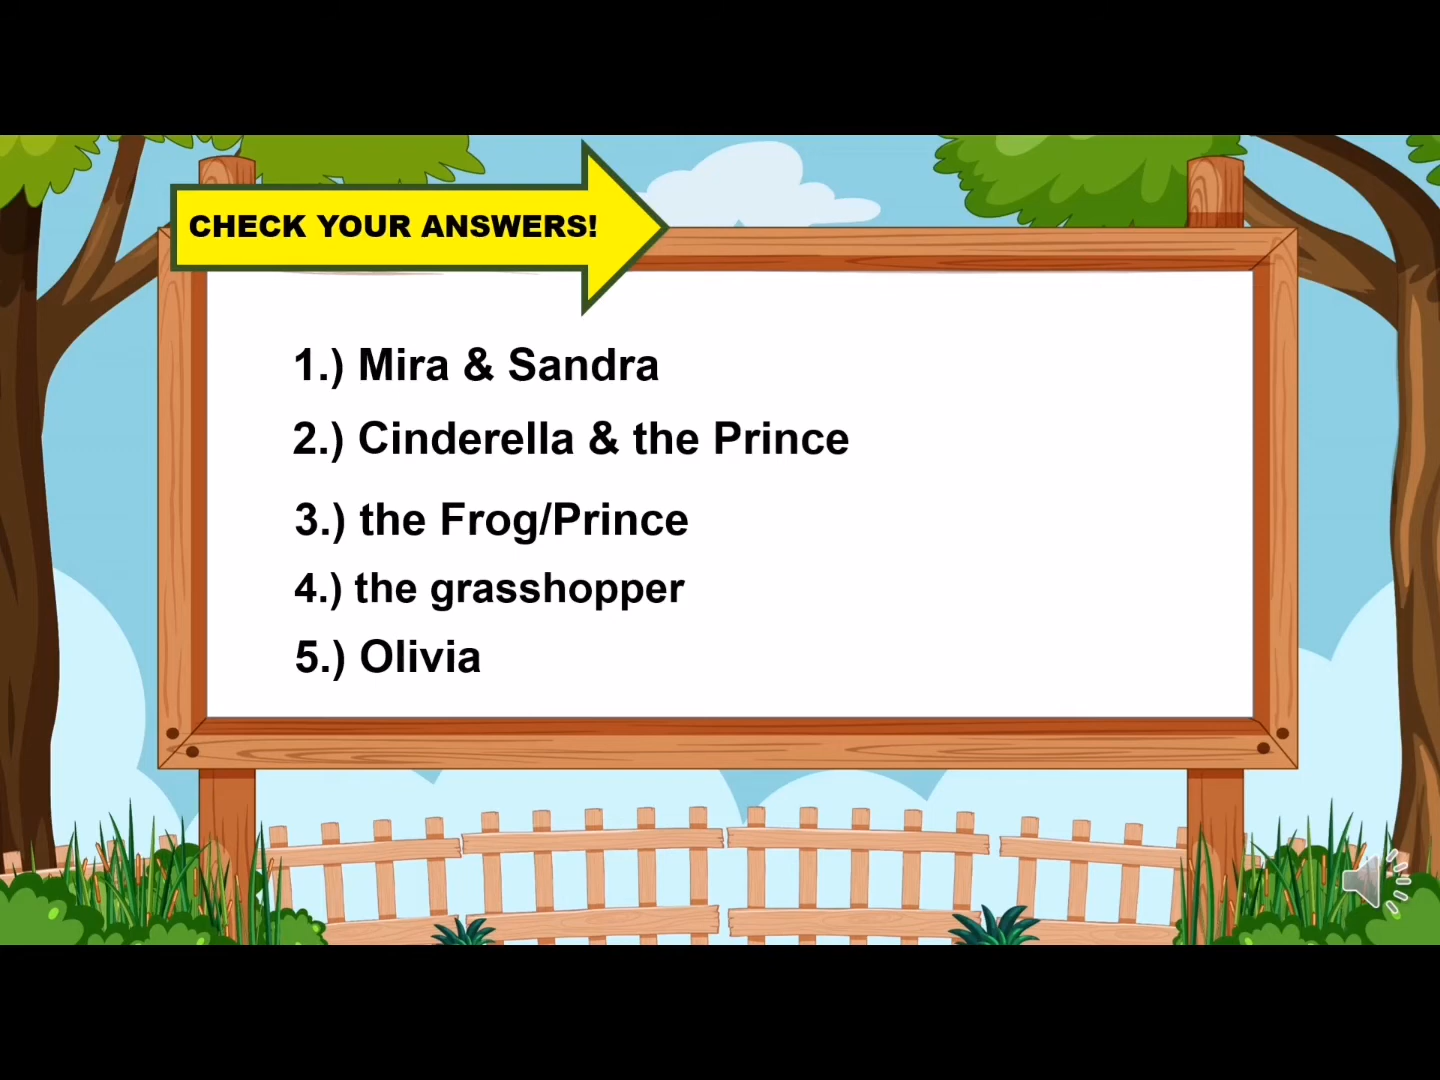 CHECK YOUR ANSWERS!
1.) Mira & Sandra
2.) Cinderella & the Prince
3.) the Frog/Prince
4.) the grasshopper
5.) Olivia